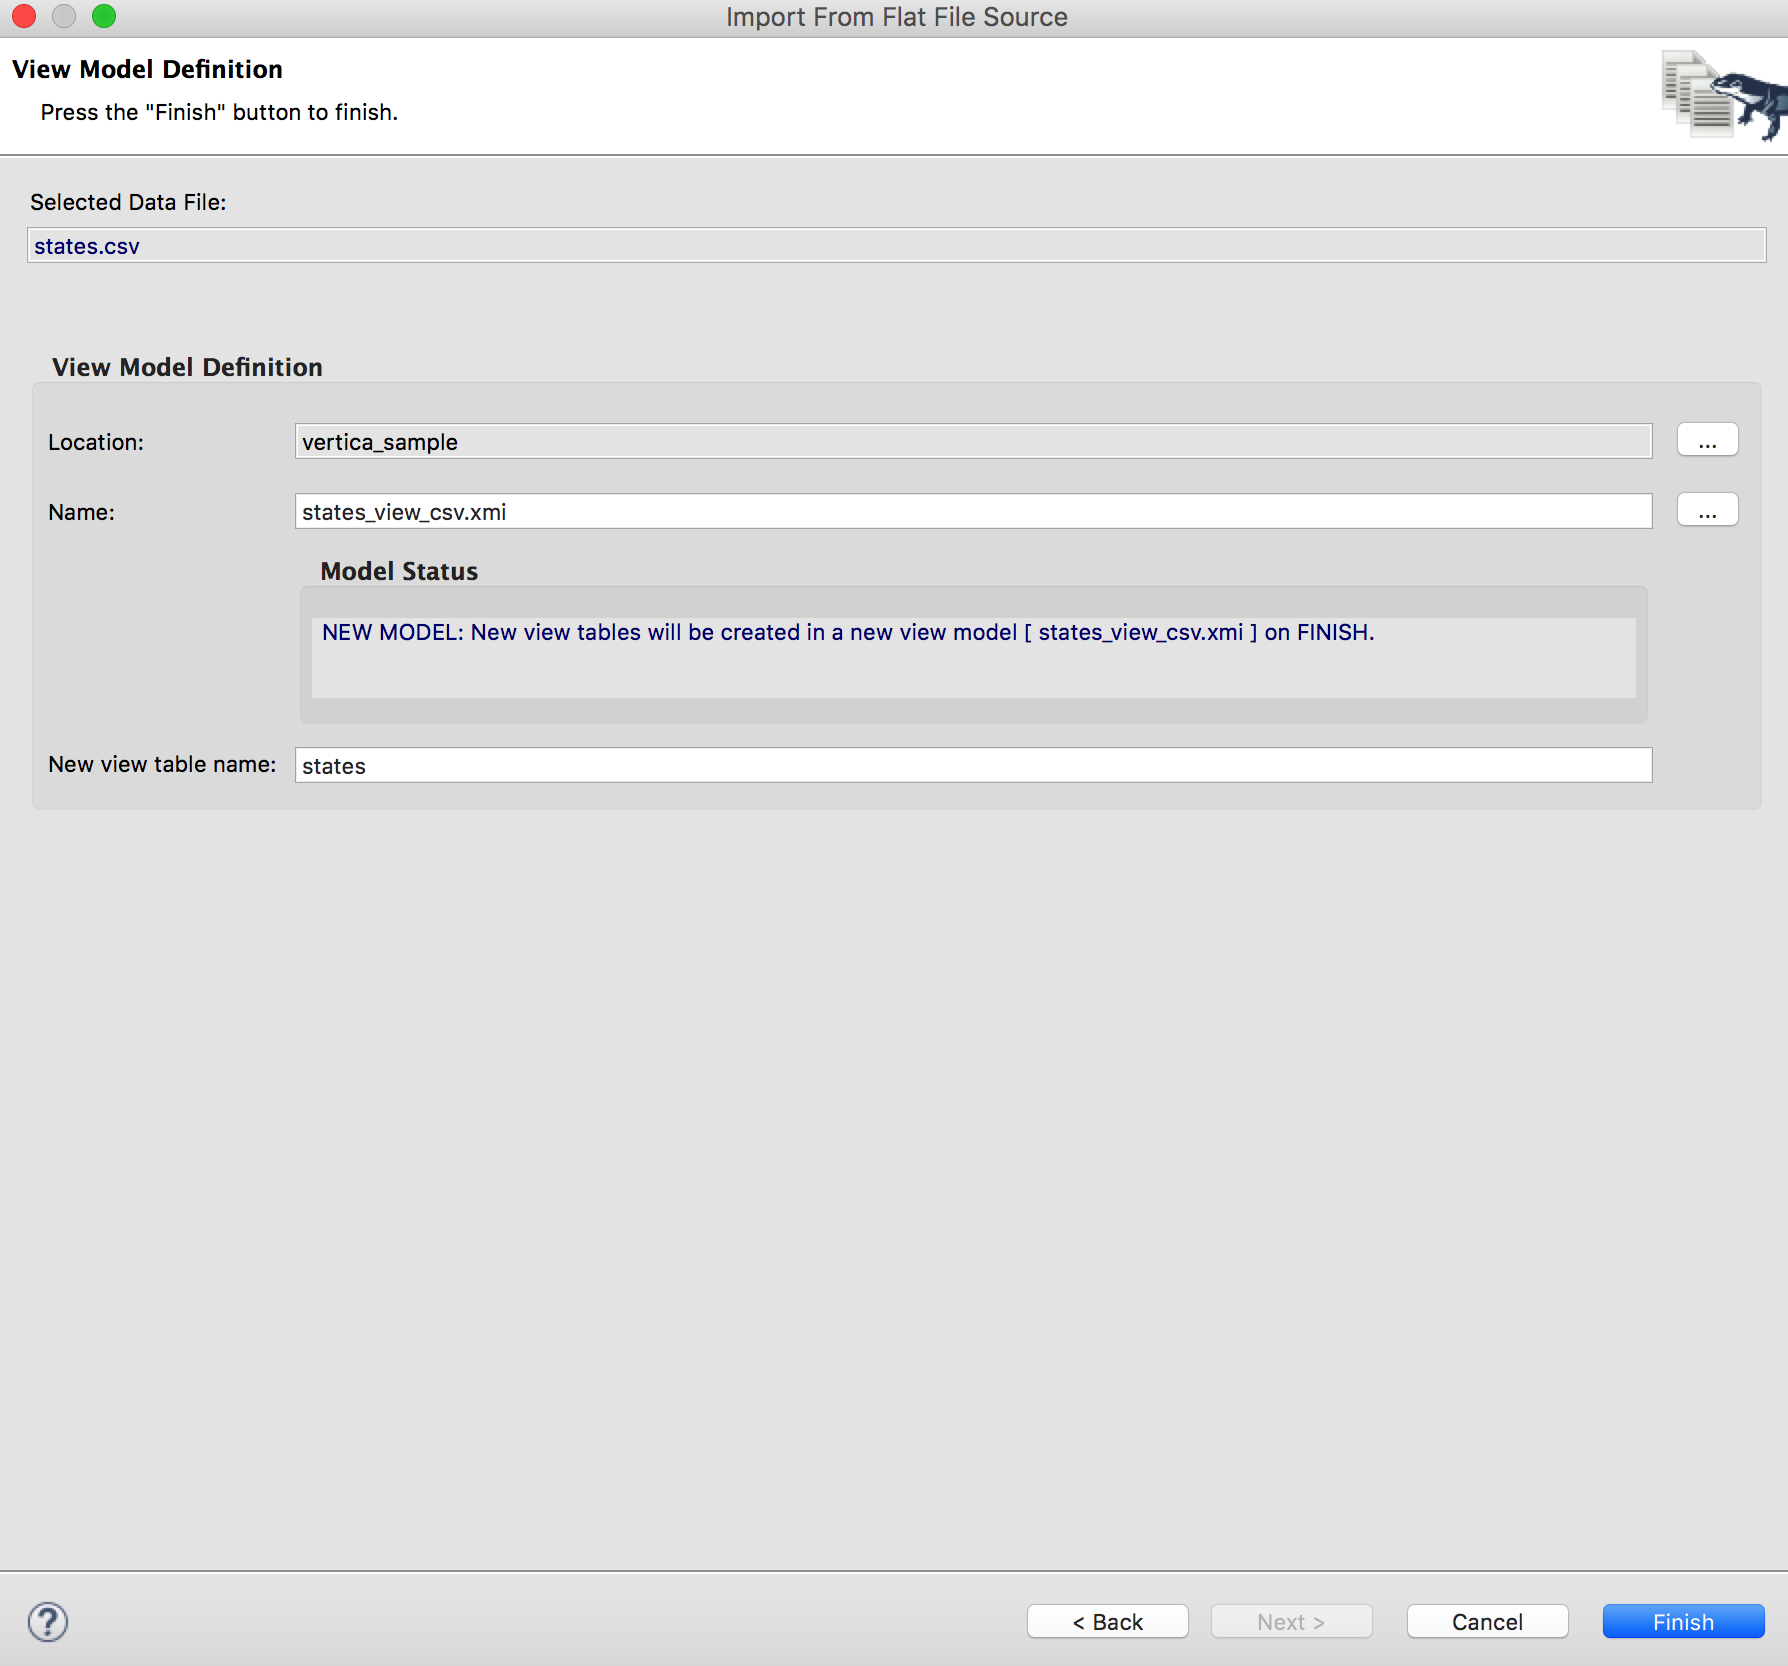 Import From Flat File Source
View Model Definition
Press the "Finish" button to finish.
Selected Data File:
states.csv
View Model Definition
Location:
vertica_sample
...
Name:
states_view_csv.xmi
...
Model Status
NEW MODEL: New view tables will be created in a new view model [ states_view_csv.xmi ] on FINISH.
New view table name:
states
?
< Back
Next >
Cancel
Finish